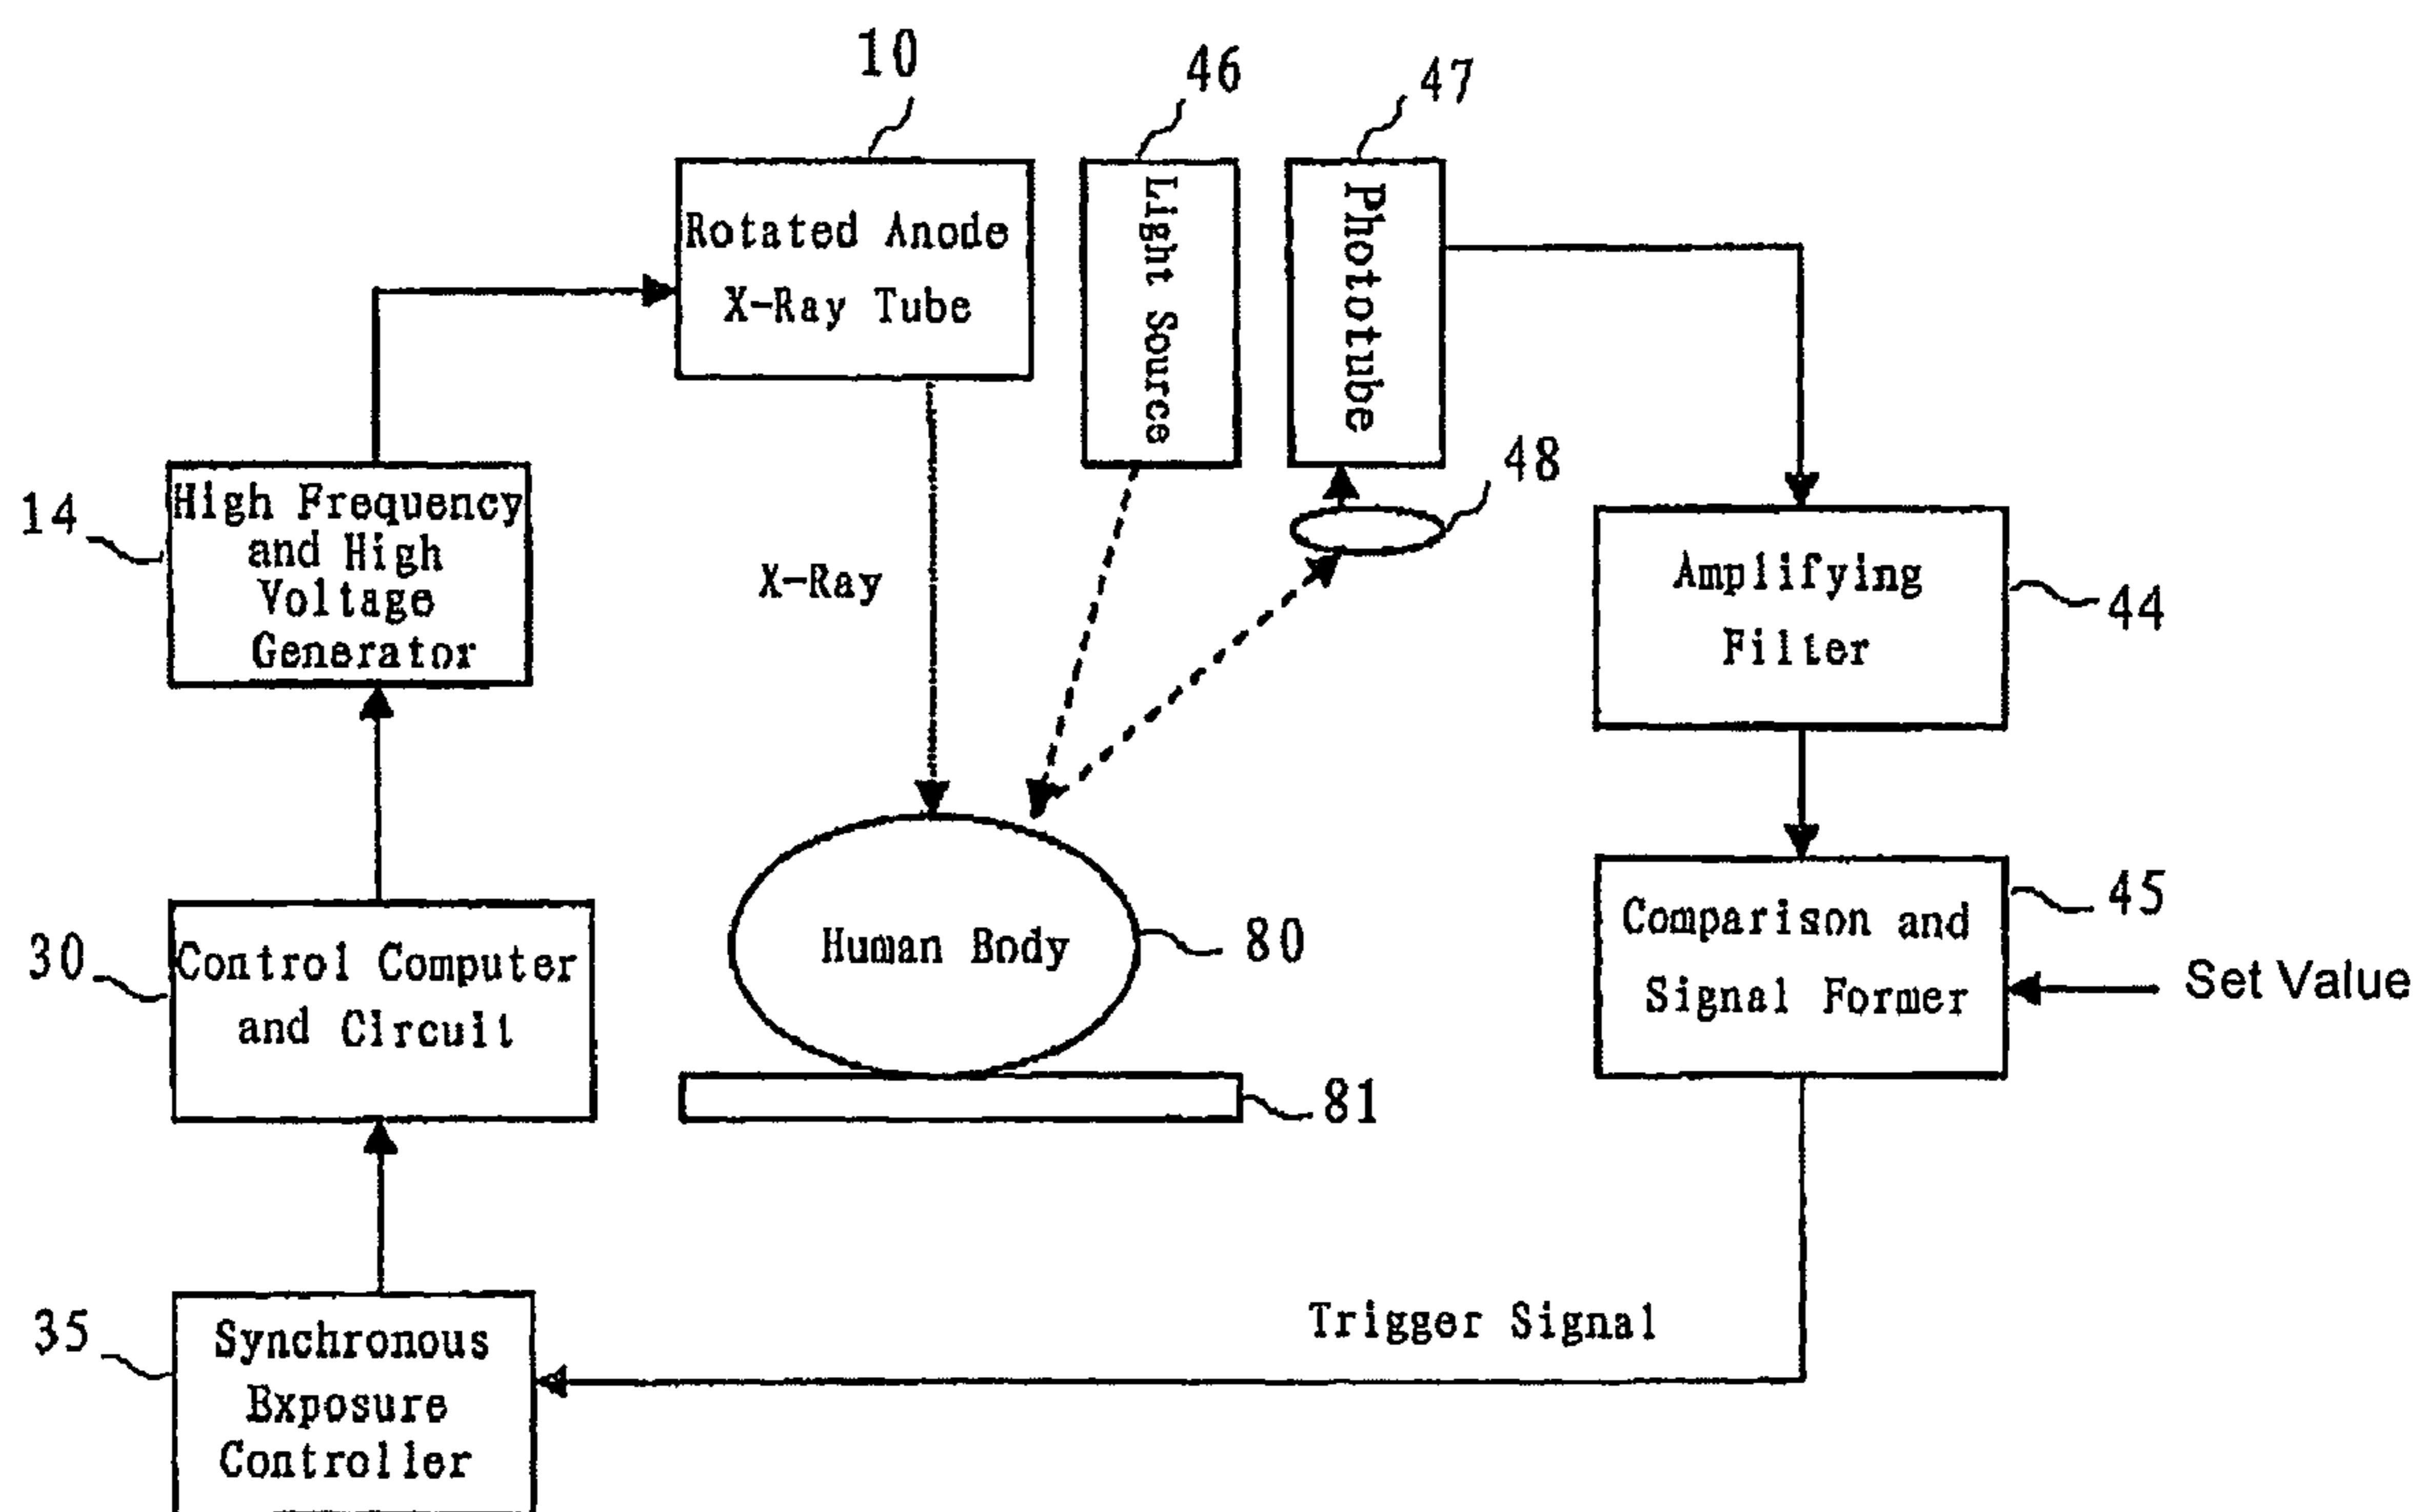 10
46
47
Rotated Anode
X-Ray Tube
Light Source
Phototube
48
14
High Frequency
and High
Voltage
Generator
X-Ray
Amplifying
Filter
44
30
Control Computer
and Circuit
Human Body
80
Comparison and
Signal Former
45
Set Value
81
35
Synchronous
Bxposure
Controller
Trigger Signal